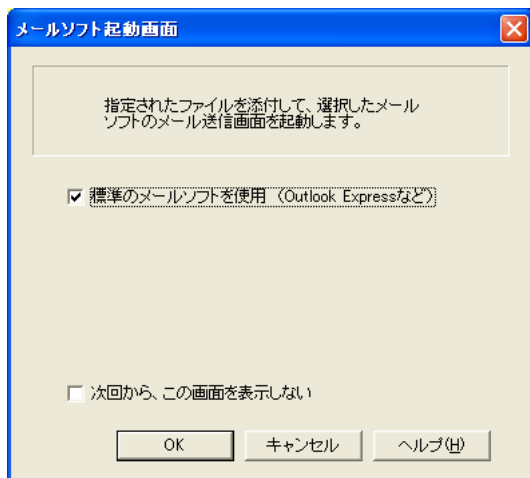 メールソフト起動画面
指定されたファイルを添付して、選択したメール
ソフトのメール送信画面を起動します。
標準のメールソフトを使用 (Outlook Expressなど)
次回から、この画面を表示しない
OK キャンセル ヘルプ(H)